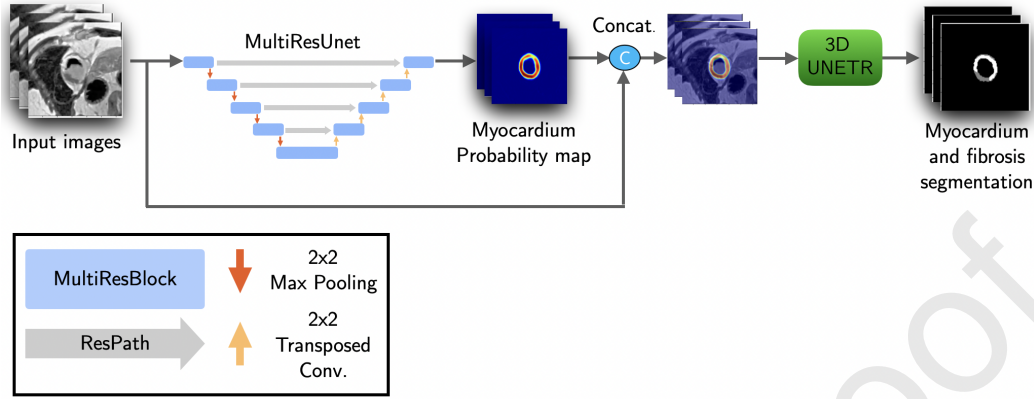 MultiResUnet
Concat.
C
3D
UNETR
Input images
Myocardium
Probability map
Myocardium
and fibrosis
segmentation
MultiResBlock
2x2
Max Pooling
ResPath
2x2
Transposed
Conv.